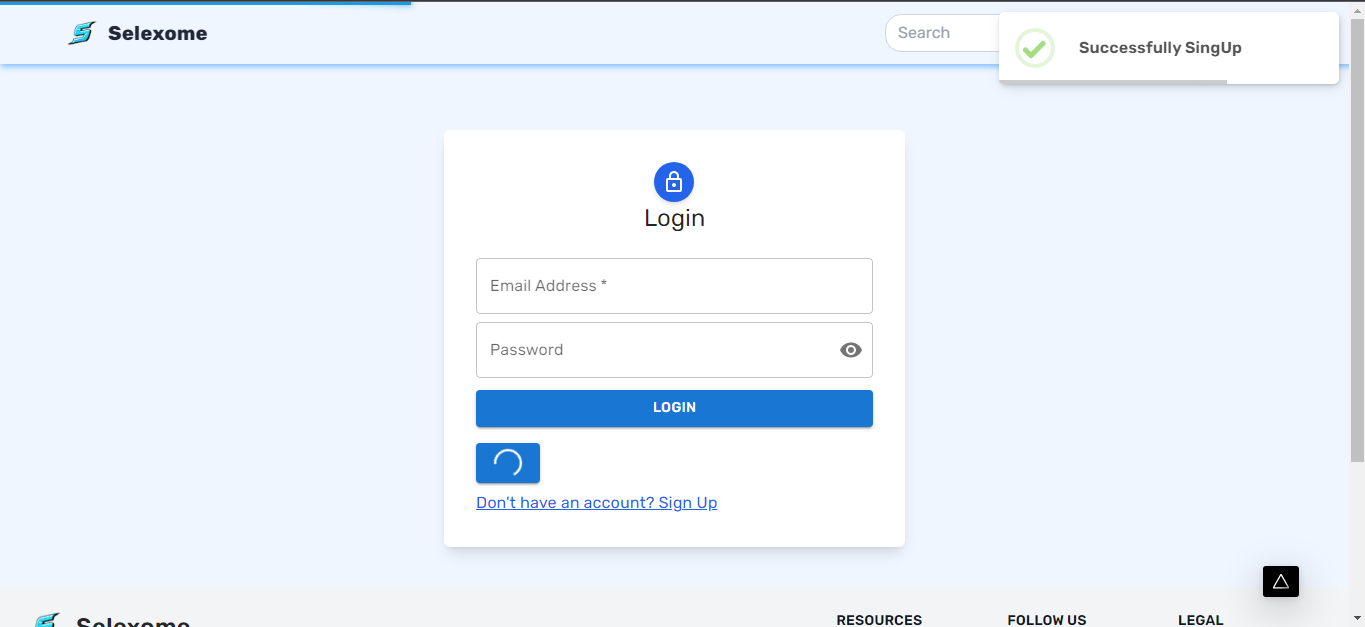 Selexome
Search
Successfully SingUp
Login
Email Address *
Password
LOGIN
Don't have an account? Sign Up
Selexome
RESOURCES
FOLLOW US
LEGAL